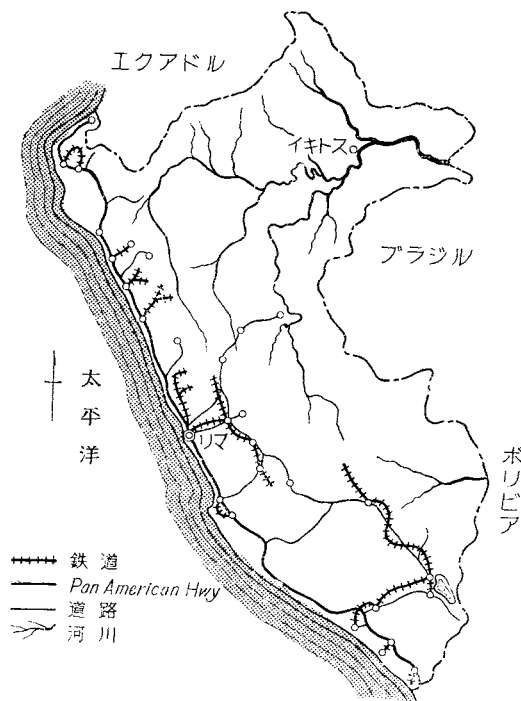 エクアドル
イキトス
ブラジル
太平洋
リマ
ボリビア
鉄道
Pan American Hwy
道路
河川